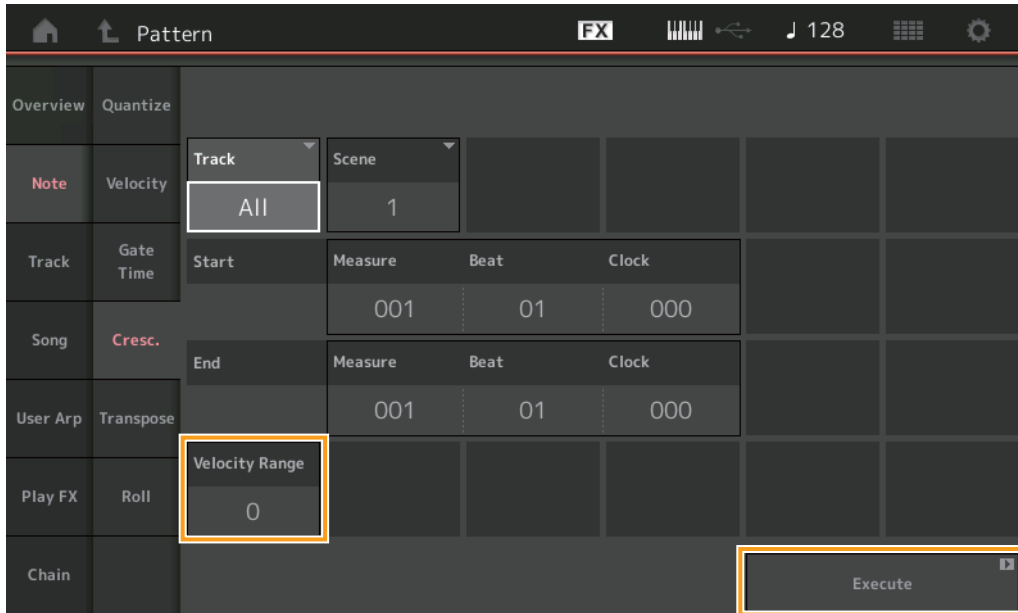 Pattern FX ♩ 128
Overview Quantize
Note Velocity
Track Gate
Time
Song Cresc.
User Arp Transpose
Play FX Roll
Chain
Track Scene
All 1
Start Measure Beat Clock
001 01 000
End Measure Beat Clock
001 01 000
Velocity Range
0
Execute